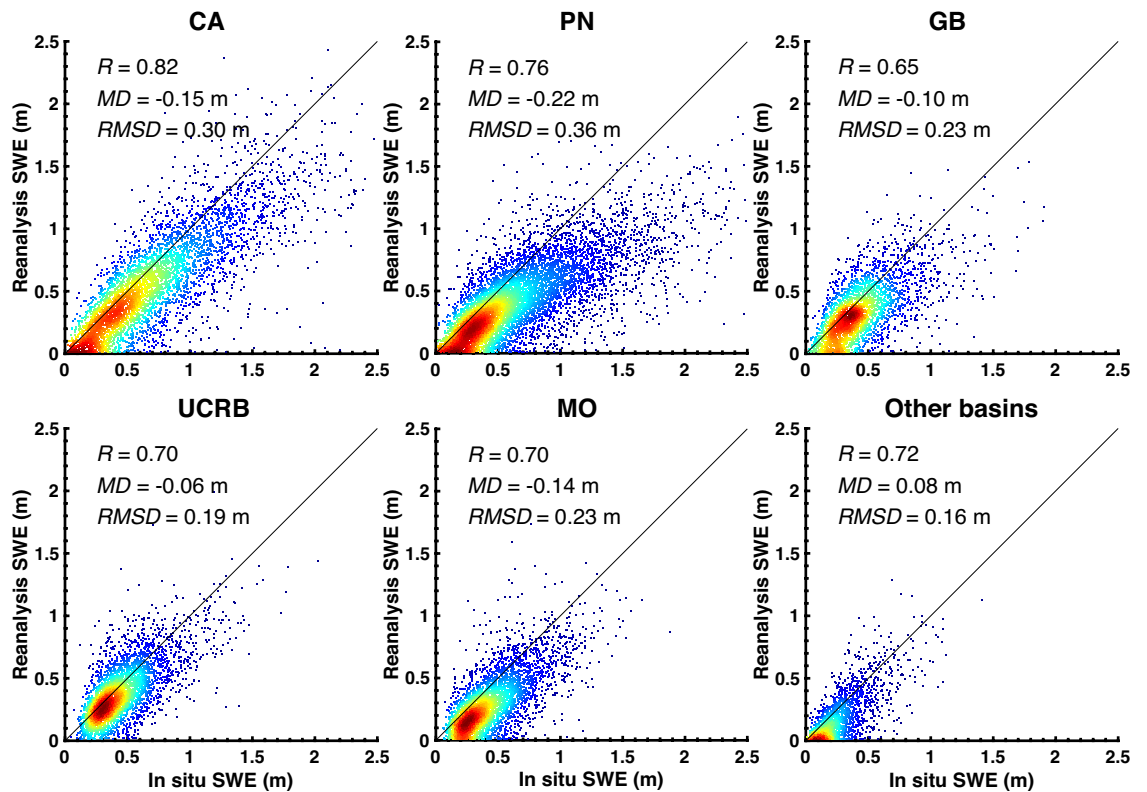 CA
PN
GB
2.5
2
1.5
1
0.5
0
Reanalysis SWE (m)
R = 0.82
MD = -0.15 m
RMSD = 0.30 m
0 0.5 1 1.5 2 2.5
2.5
2
1.5
1
0.5
0
Reanalysis SWE (m)
R = 0.76
MD = -0.22 m
RMSD = 0.36 m
0 0.5 1 1.5 2 2.5
2.5
2
1.5
1
0.5
0
Reanalysis SWE (m)
R = 0.65
MD = -0.10 m
RMSD = 0.23 m
0 0.5 1 1.5 2 2.5
UCRB
MO
Other basins
2.5
2
1.5
1
0.5
0
Reanalysis SWE (m)
R = 0.70
MD = -0.06 m
RMSD = 0.19 m
0 0.5 1 1.5 2 2.5
In situ SWE (m)
2.5
2
1.5
1
0.5
0
Reanalysis SWE (m)
R = 0.70
MD = -0.14 m
RMSD = 0.23 m
0 0.5 1 1.5 2 2.5
In situ SWE (m)
2.5
2
1.5
1
0.5
0
Reanalysis SWE (m)
R = 0.72
MD = 0.08 m
RMSD = 0.16 m
0 0.5 1 1.5 2 2.5
In situ SWE (m)